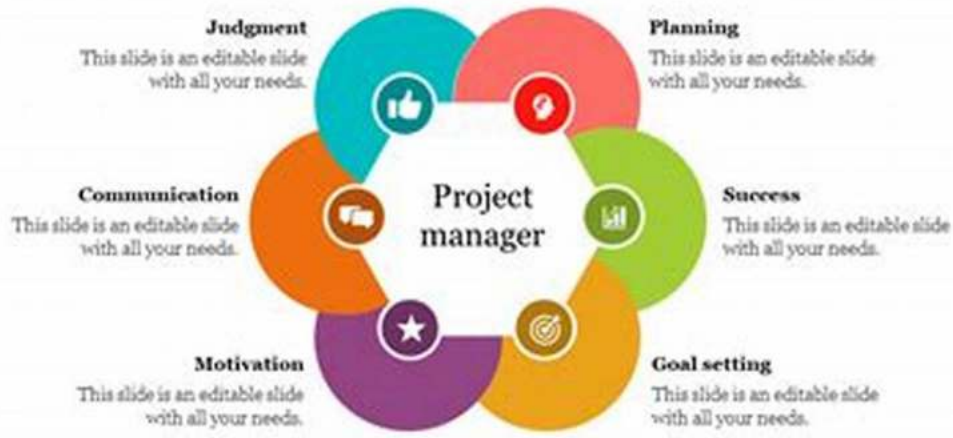 Judgment
This slide is an editable slide
with all your needs.
Planning
This slide is an editable slide
with all your needs.
Communication
This slide is an editable slide
with all your needs.
Project
manager
Success
This slide is an editable slide
with all your needs.
Motivation
This slide is an editable slide
with all your needs.
Goal setting
This slide is an editable slide
with all your needs.